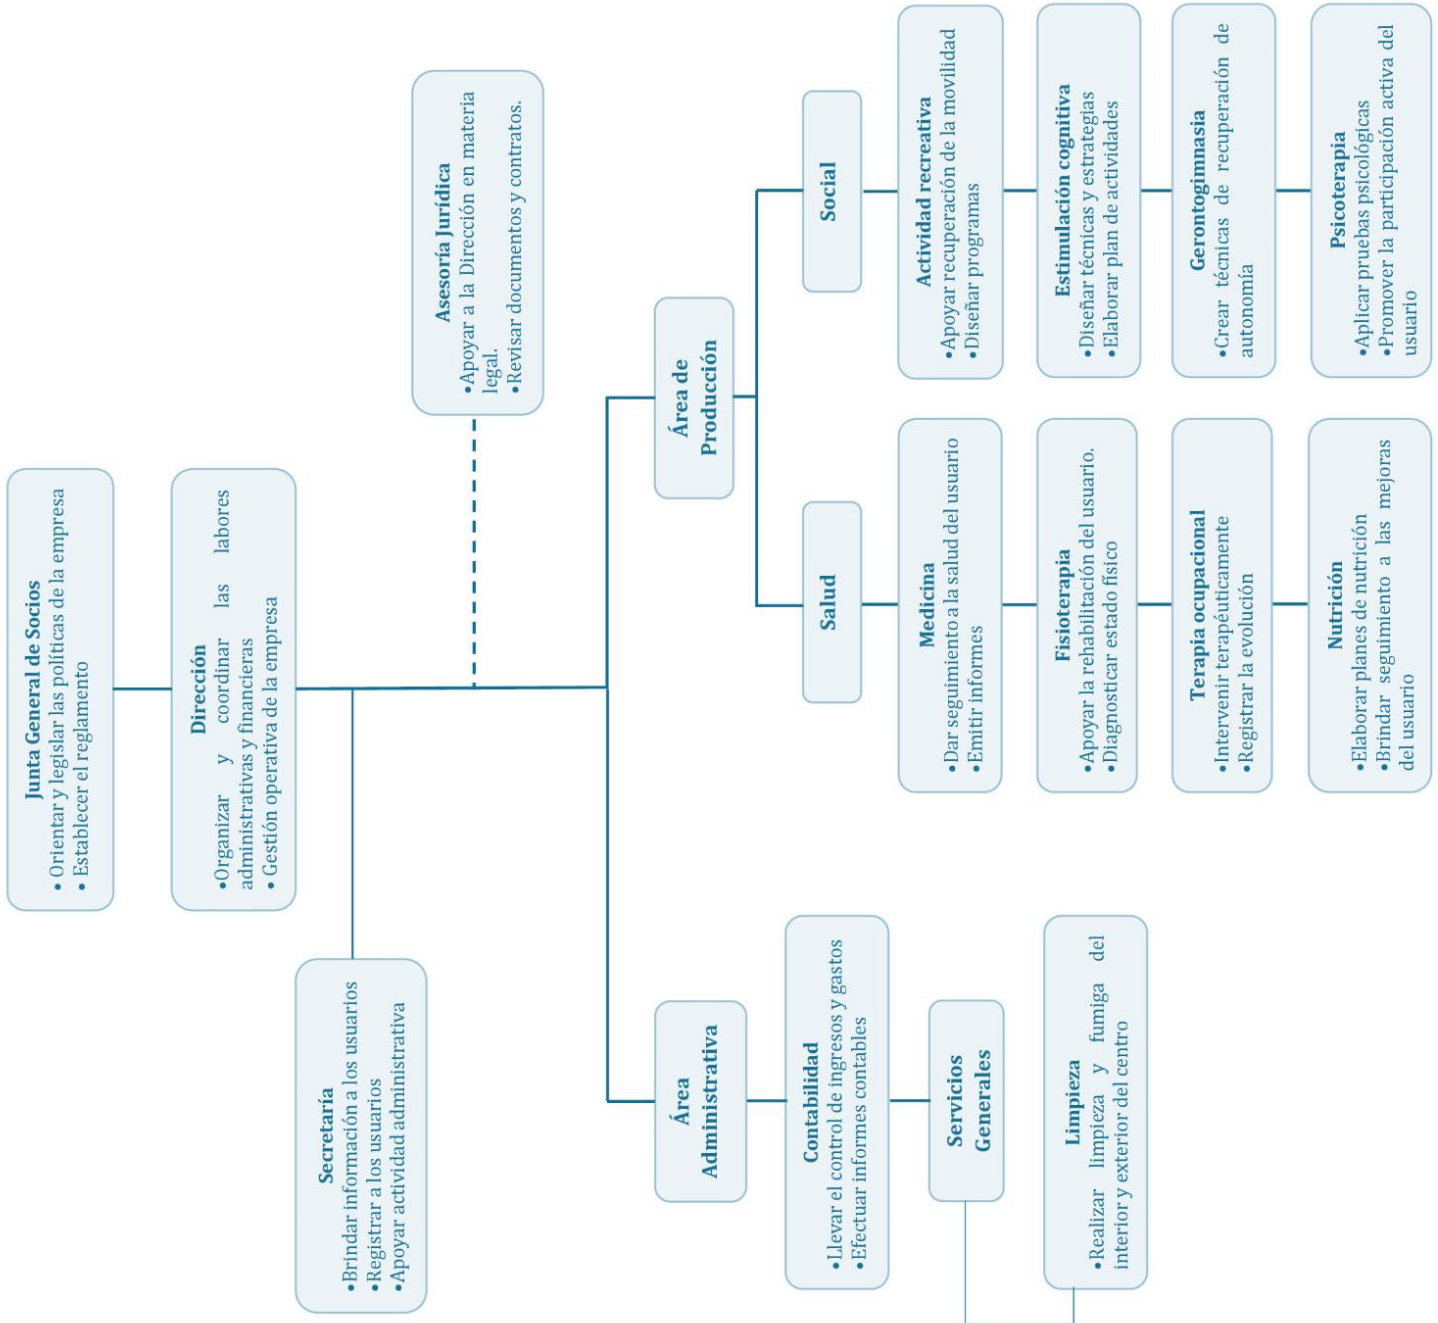 Junta General de Socios
• Orientar y legislar las políticas de la empresa
• Establecer el reglamento
Dirección
•Organizar y coordinar las labores
administrativas y financieras
• Gestión operativa de la empresa
Secretaría
•Brindar información a los usuarios
•Registrar a los usuarios
•Apoyar actividad administrativa
Asesoría Jurídica
•Apoyar a la Dirección en materia
legal.
•Revisar documentos y contratos.
Área
Administrativa
Contabilidad
•Llevar el control de ingresos y gastos
•Efectuar informes contables
Servicios
Generales
Limpieza
•Realizar limpieza y fumiga del
interior y exterior del centro
Área de
Producción
Salud
Medicina
•Dar seguimiento a la salud del usuario
•Emitir informes
Fisioterapia
•Apoyar la rehabilitación del usuario.
•Diagnosticar estado físico
Terapia ocupacional
•Intervenir terapéuticamente
•Registrar la evolución
Nutrición
•Elaborar planes de nutrición
•Brindar seguimiento a las mejoras
del usuario
Social
Actividad recreativa
•Apoyar recuperación de la movilidad
•Diseñar programas
Estimulación cognitiva
•Diseñar técnicas y estrategias
•Elaborar plan de actividades
Gerontogimnasia
•Crear técnicas de recuperación de
autonomía
Psicoterapia
•Aplicar pruebas psicológicas
•Promover la participación activa del
usuario